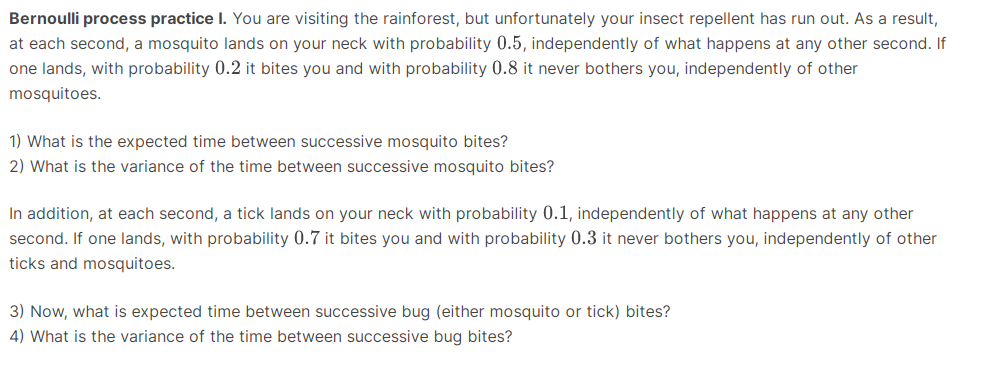 Bernoulli process practice I. You are visiting the rainforest, but unfortunately your insect repellent has run out. As a result,
at each second, a mosquito lands on your neck with probability 0.5, independently of what happens at any other second. If
one lands, with probability 0.2 it bites you and with probability 0.8 it never bothers you, independently of other
mosquitoes.
1) What is the expected time between successive mosquito bites?
2) What is the variance of the time between successive mosquito bites?
In addition, at each second, a tick lands on your neck with probability 0.1, independently of what happens at any other
second. If one lands, with probability 0.7 it bites you and with probability 0.3 it never bothers you, independently of other
ticks and mosquitoes.
3) Now, what is expected time between successive bug (either mosquito or tick) bites?
4) What is the variance of the time between successive bug bites?